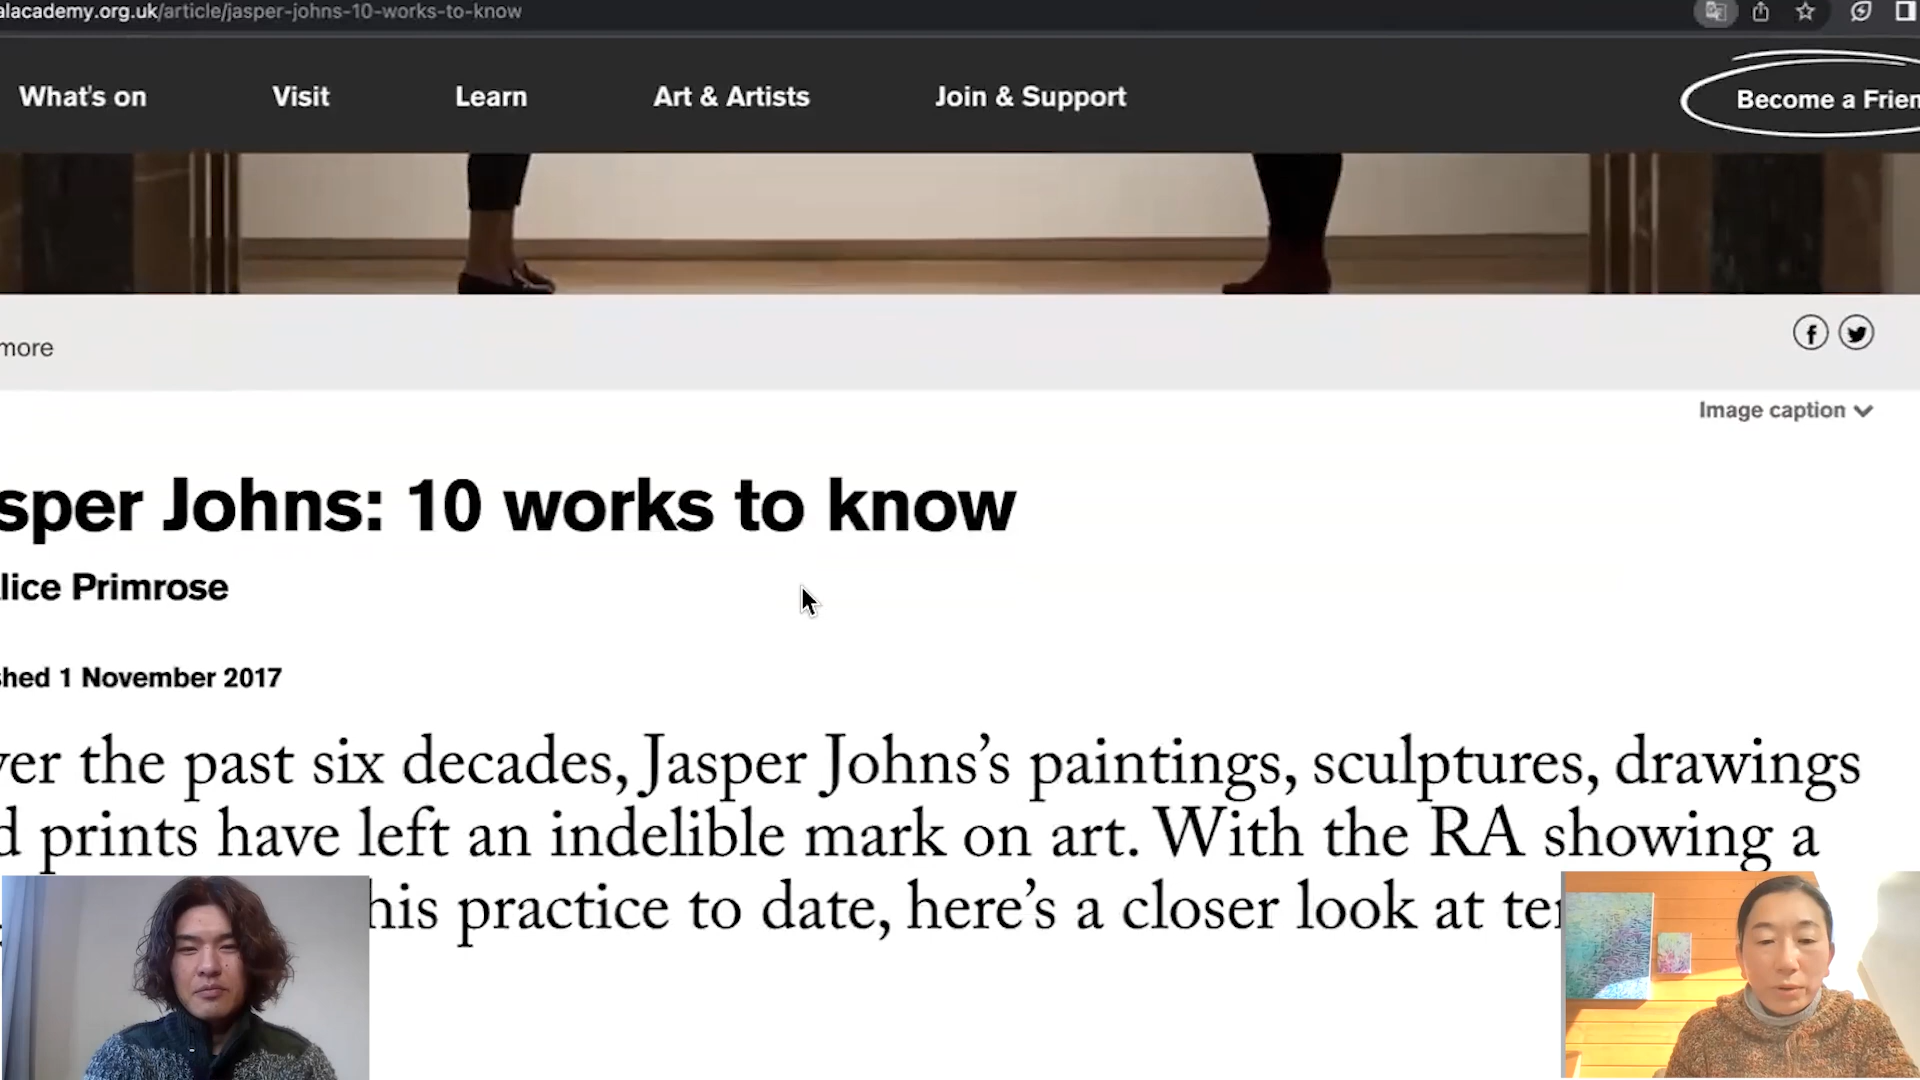 alacademy.org.uk/article/jasper-johns-10-works-to-know
What's on Visit Learn Art & Artists Join & Support Become a Frien
more
Image caption
sper Johns: 10 works to know
lice Primrose
hed 1 November 2017
ver the past six decades, Jasper Johns's paintings, sculptures, drawings
d prints have left an indelible mark on art. With the RA showing a
his practice to date, here's a closer look at te